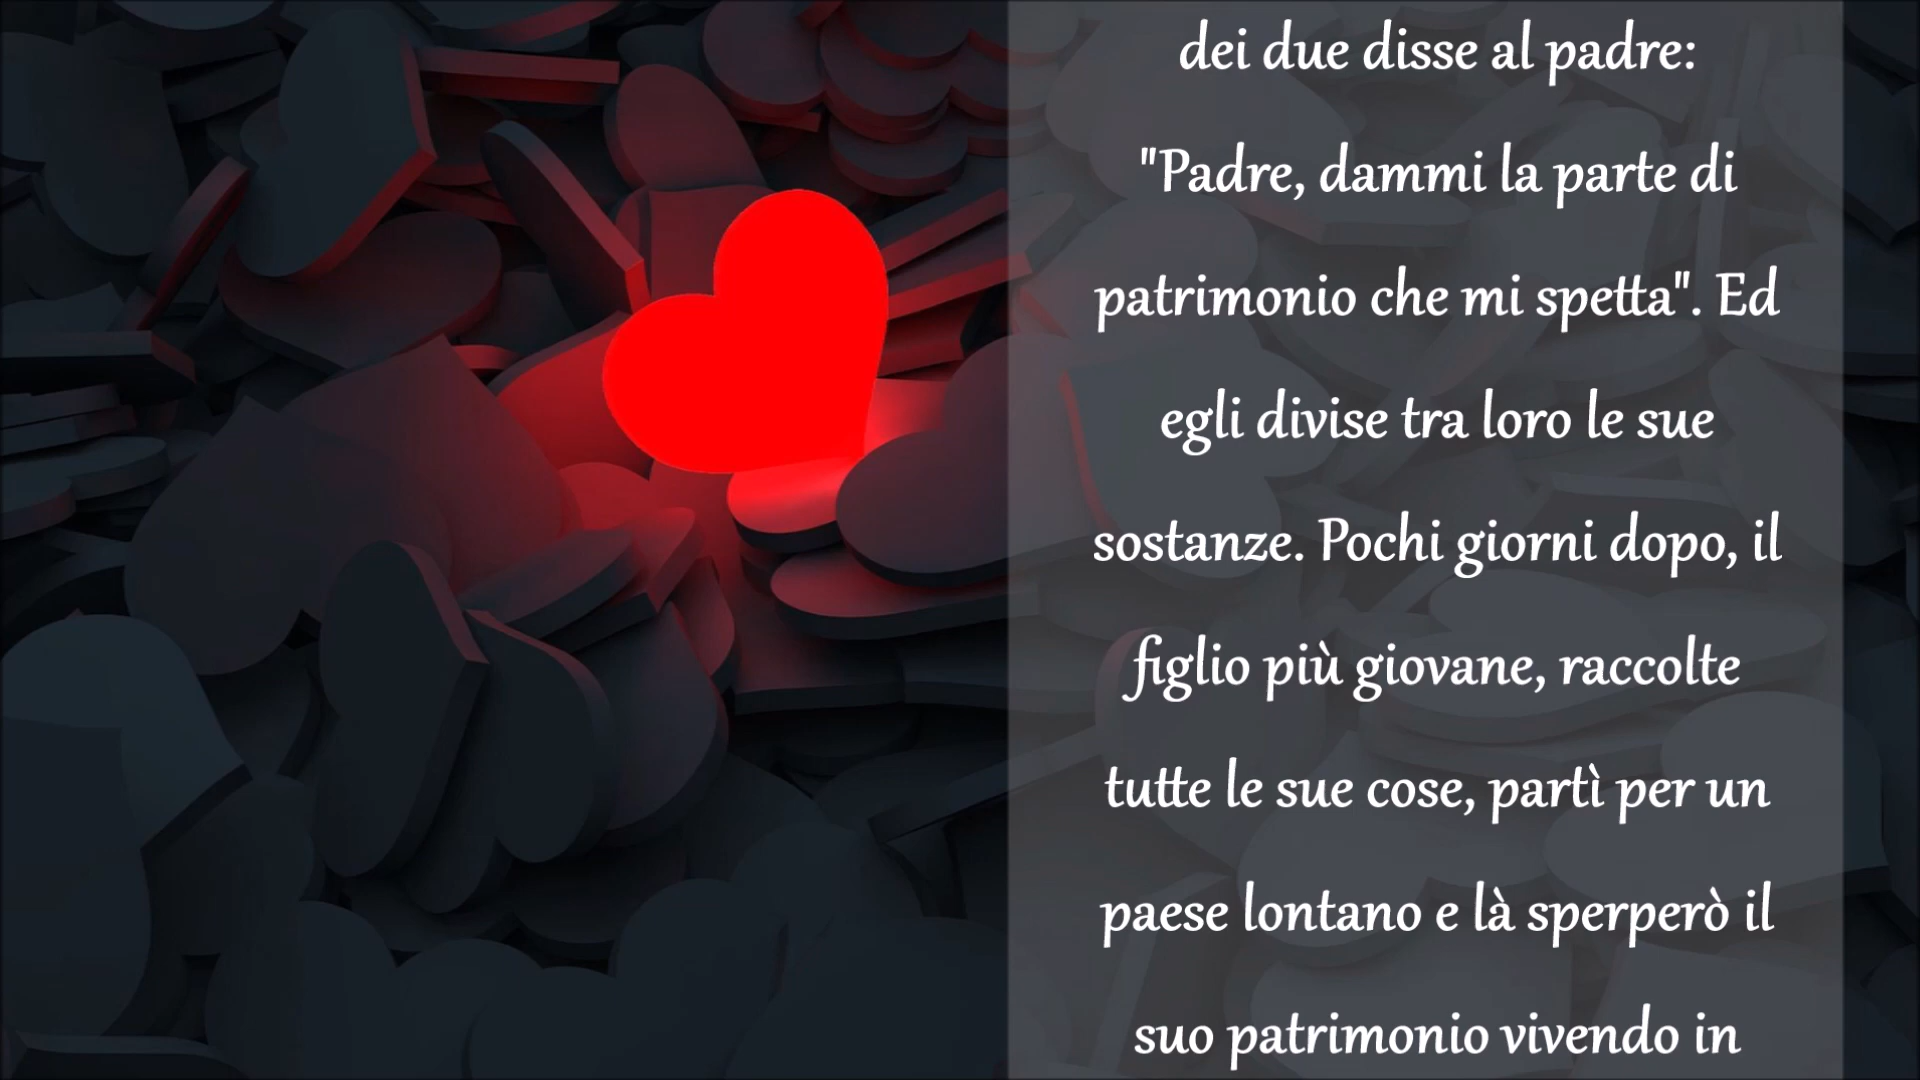 dei due disse al padre:
"Padre, dammi la parte di
patrimonio che mi spetta". Ed
egli divise tra loro le sue
sostanze. Pochi giorni dopo, il
figlio più giovane, raccolte
tutte le sue cose, partì per un
paese lontano e là sperperò il
suo patrimonio vivendo in